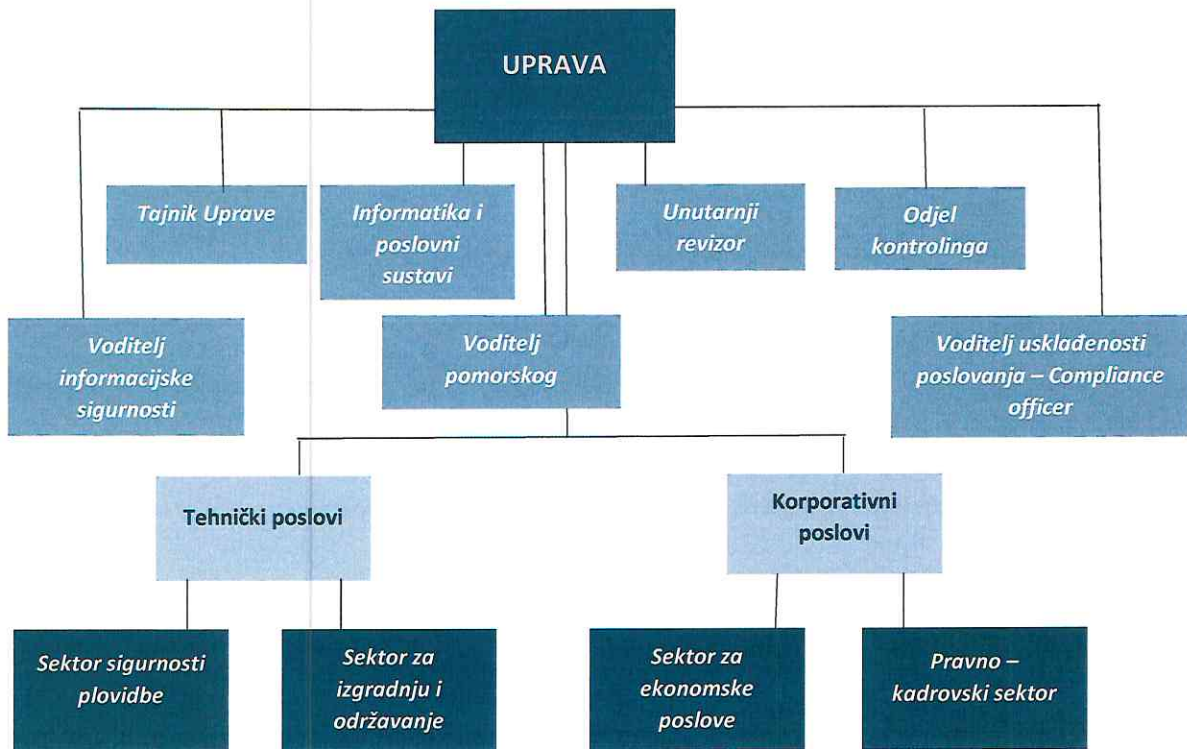 UPRAVA
Tajnik Uprave
Informatika i
poslovni
sustavi
Unutarnji
revizor
Odjel
kontrolinga
Voditelj
informacijske
sigurnosti
Voditelj
pomorskog
Voditelj usklađenosti
poslovanja – Compliance
officer
Tehnički poslovi
Korporativni
poslovi
Sektor sigurnosti
plovidbe
Sektor za
izgradnju i
održavanje
Sektor za
ekonomske
poslove
Pravno –
kadrovski sektor